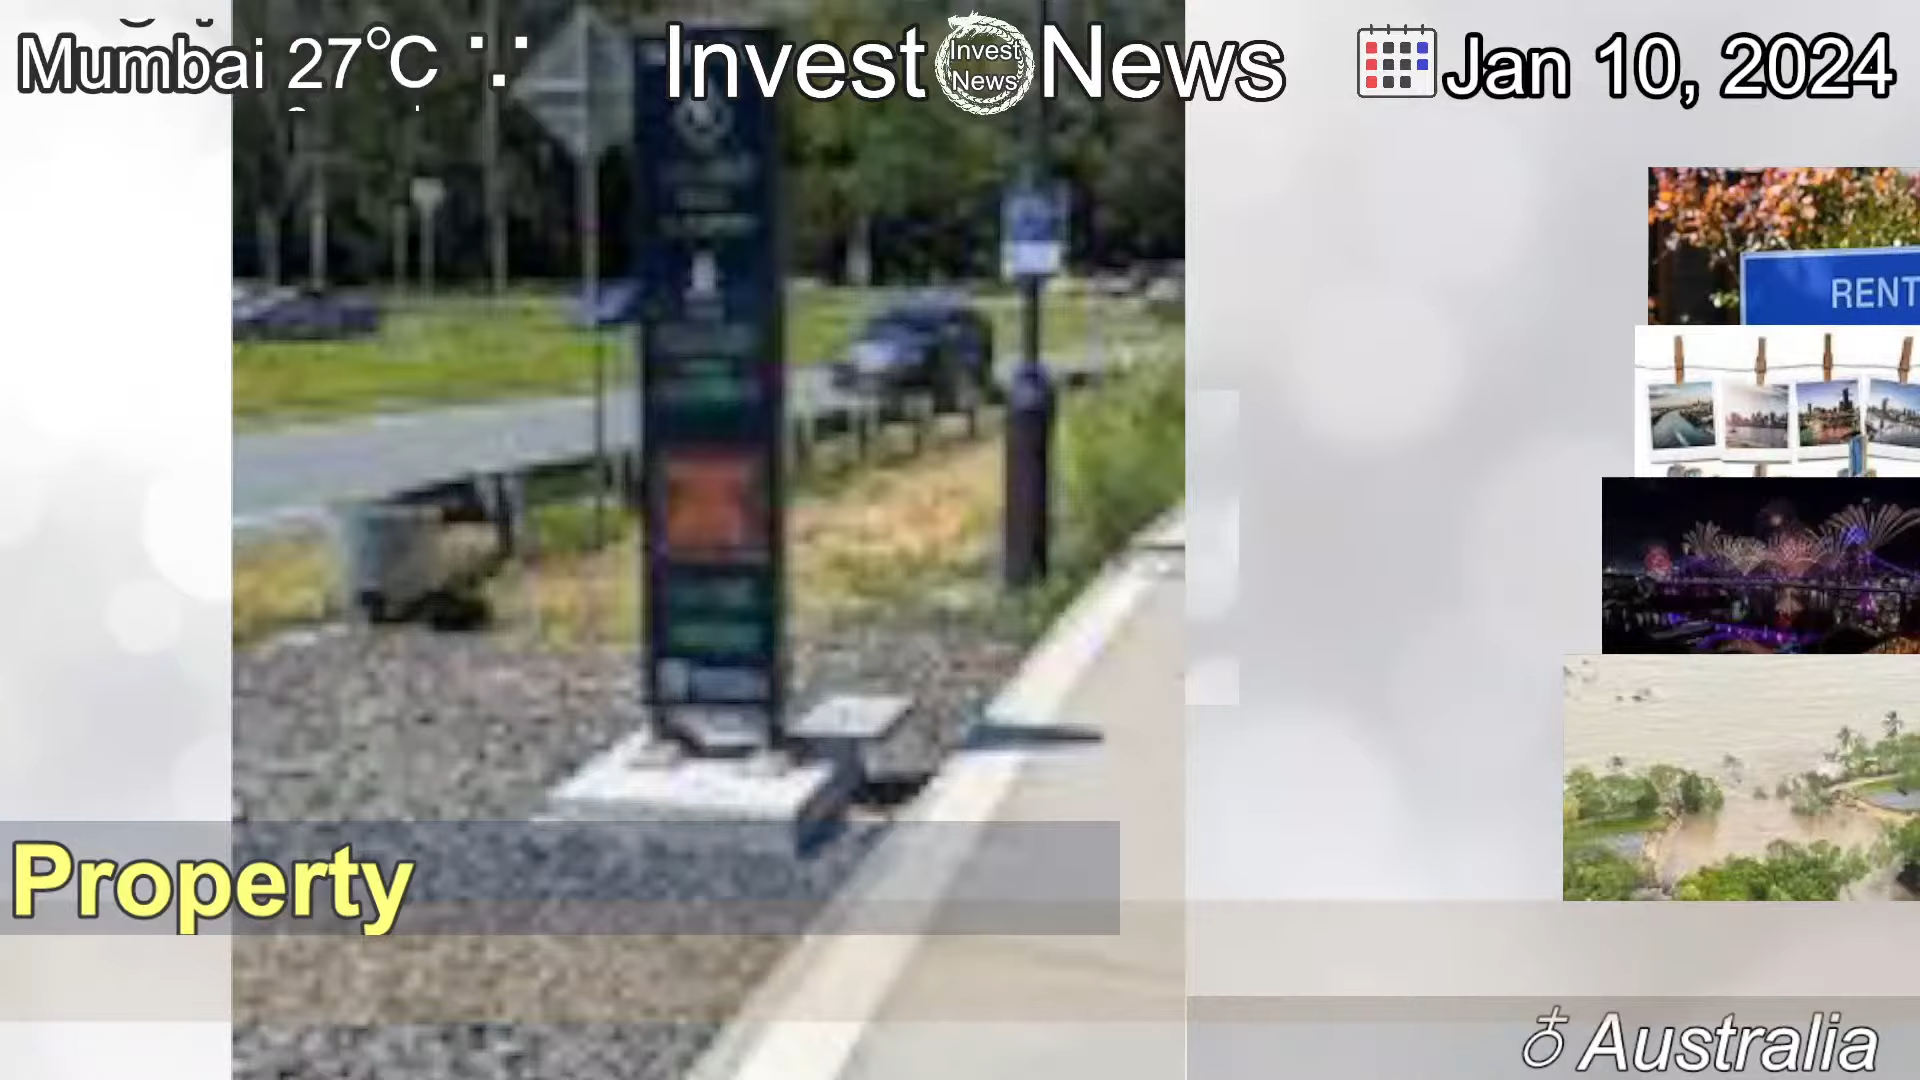 Mumbai 27°C
Invest
Invest
News
News
Jan 10, 2024
RENT
Property
Australia